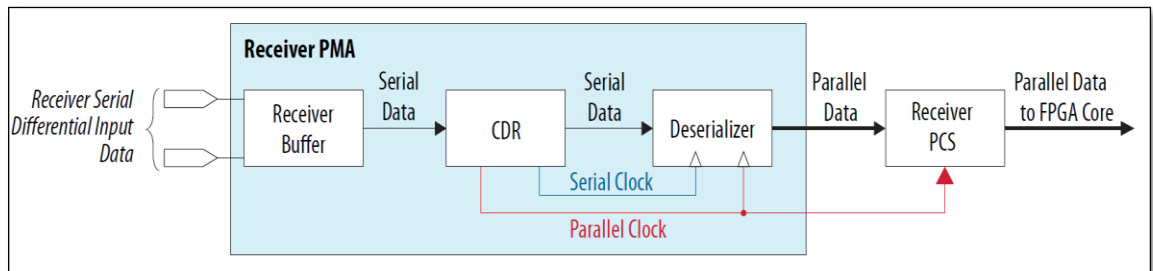 Receiver PMA
Receiver Serial
Differential Input
Data
Receiver
Buffer
Serial
Data
CDR
Serial
Data
Deserializer
Parallel
Data
Receiver
PCS
Parallel Data
to FPGA Core
Serial Clock
Parallel Clock